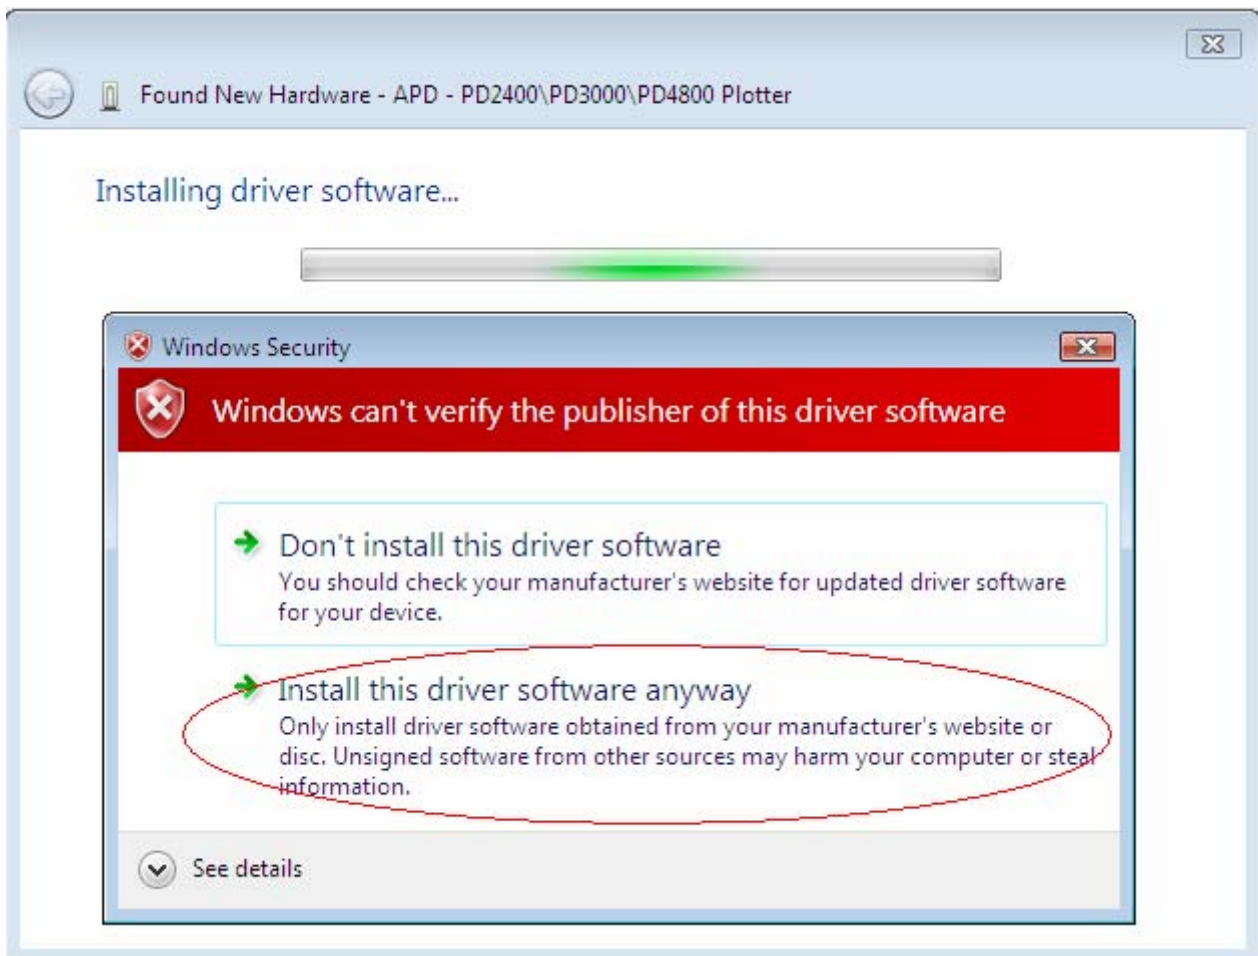 Found New Hardware - APD - PD2400\PD3000\PD4800 Plotter
Installing driver software...
Windows Security
Windows can't verify the publisher of this driver software
Don't install this driver software
You should check your manufacturer's website for updated driver software
for your device.
Install this driver software anyway
Only install driver software obtained from your manufacturer's website or
disc. Unsigned software from other sources may harm your computer or steal
information.
See details